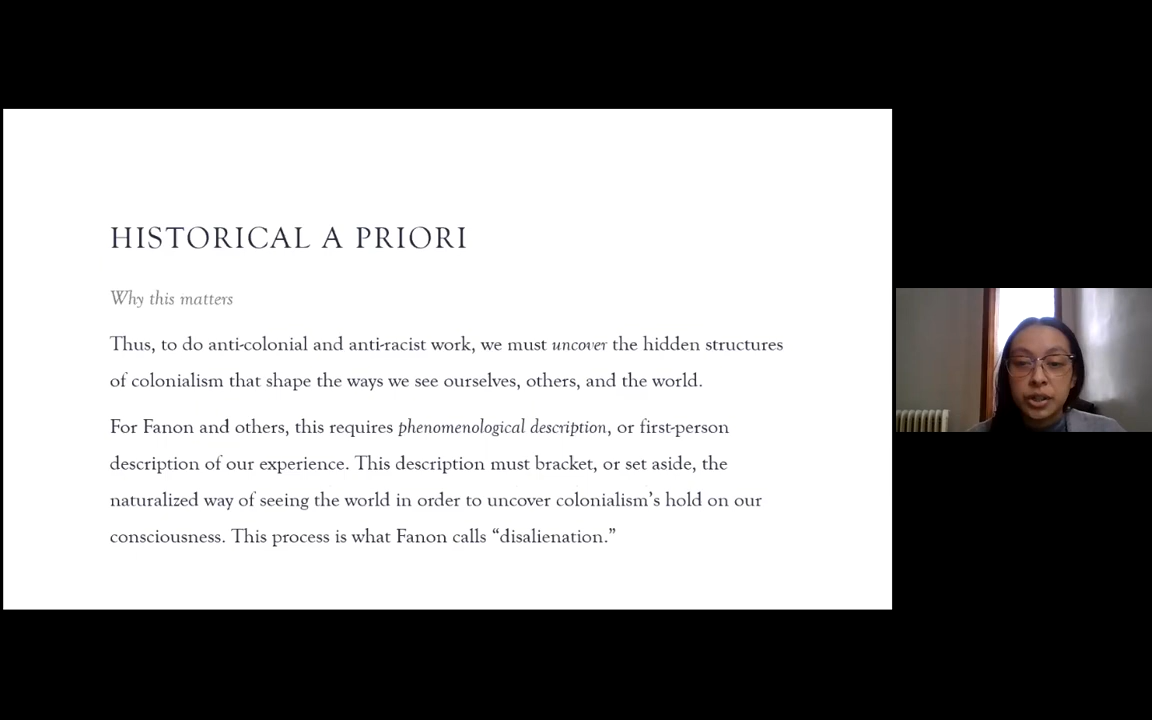 HISTORICAL A PRIORI
Why this matters
Thus, to do anti-colonial and anti-racist work, we must uncover the hidden structures
of colonialism that shape the ways we see ourselves, others, and the world.
For Fanon and others, this requires phenomenological description, or first-person
description of our experience. This description must bracket, or set aside, the
naturalized way of seeing the world in order to uncover colonialism’s hold on our
consciousness. This process is what Fanon calls “disalienation.”